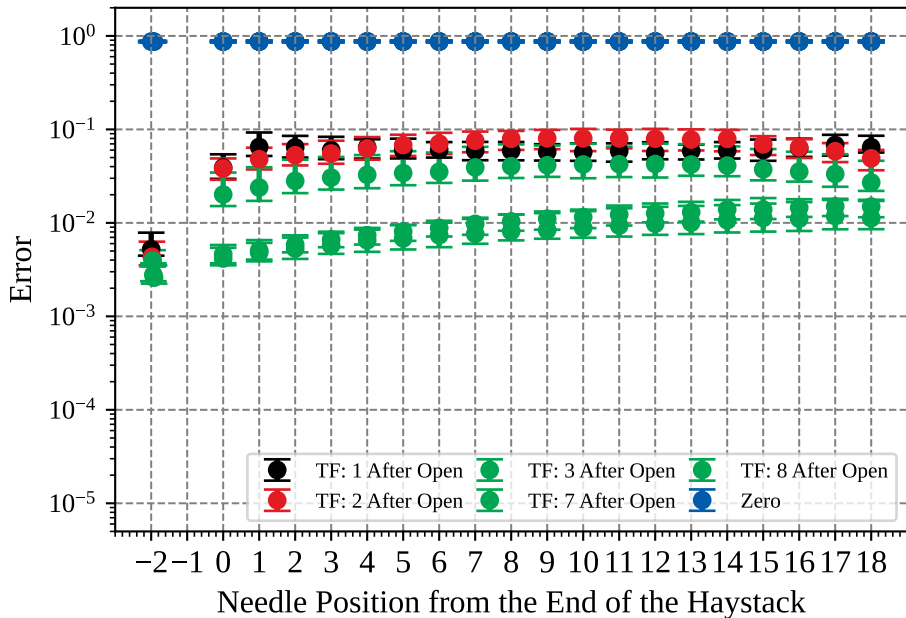 10⁰
10⁻¹
10⁻²
10⁻³
10⁻⁴
10⁻⁵
Error
TF: 1 After Open TF: 3 After Open TF: 8 After Open
TF: 2 After Open TF: 7 After Open Zero
−2 −1 0 1 2 3 4 5 6 7 8 9 10 11 12 13 14 15 16 17 18
Needle Position from the End of the Haystack